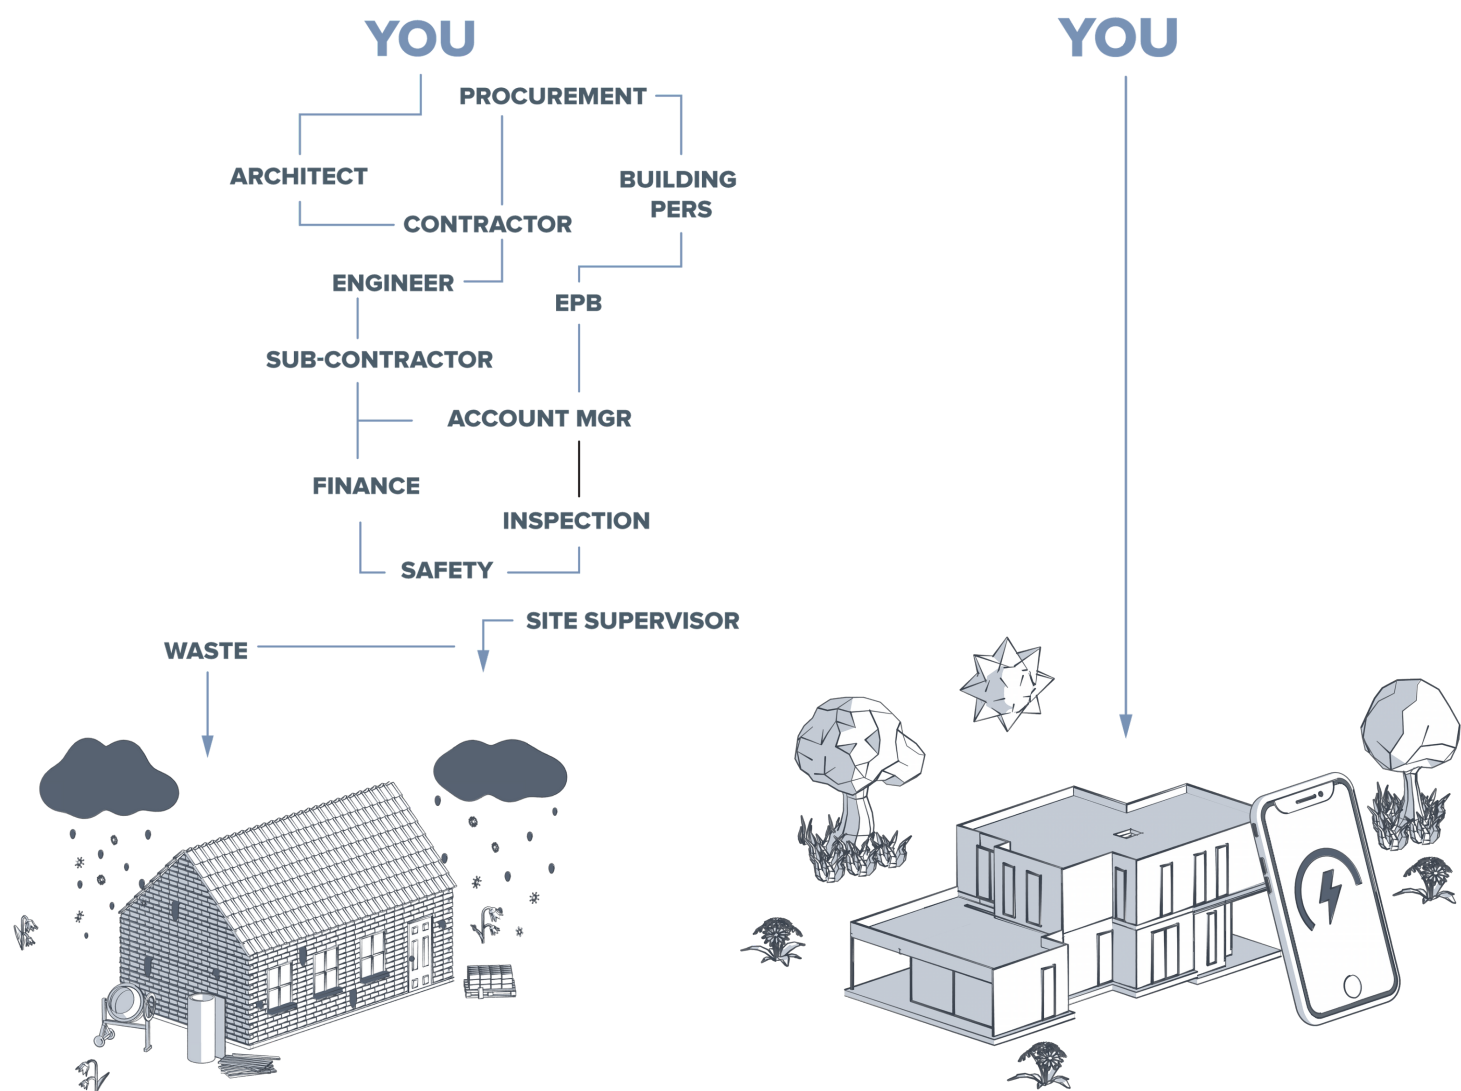 YOU
YOU
PROCUREMENT
ARCHITECT
BUILDING
PERS
CONTRACTOR
ENGINEER
EPB
SUB-CONTRACTOR
ACCOUNT MGR
FINANCE
INSPECTION
SAFETY
SITE SUPERVISOR
WASTE